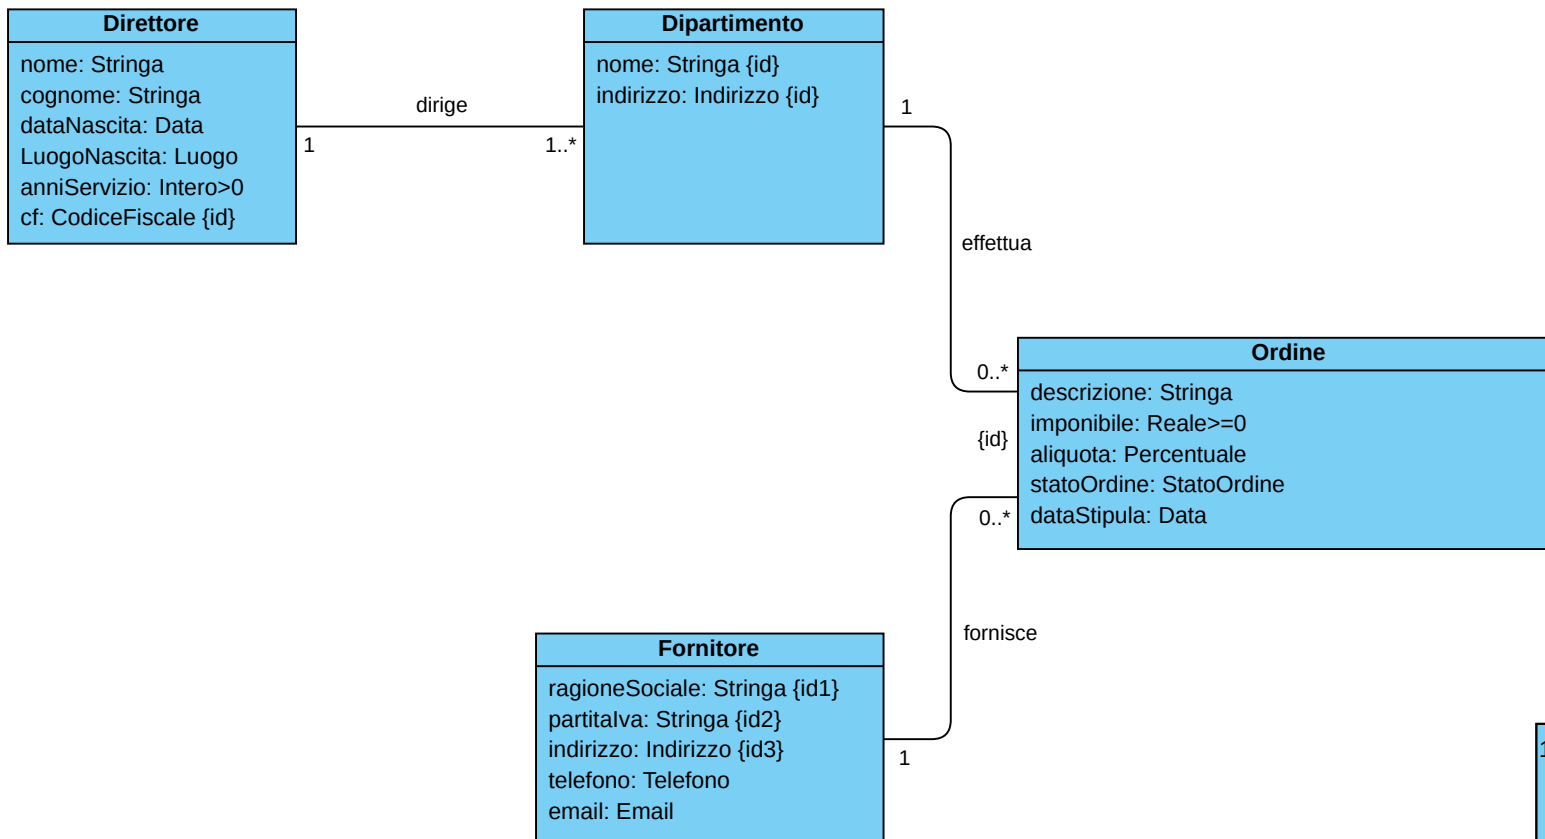 Direttore
nome: Stringa
cognome: Stringa
dataNascita: Data
LuogoNascita: Luogo
anniServizio: Intero>0
cf: CodiceFiscale {id}
dirige
1
1..*
Dipartimento
nome: Stringa {id}
indirizzo: Indirizzo {id}
1
effettua
0..*
{id}
0..*
Ordine
descrizione: Stringa
imponibile: Reale>=0
aliquota: Percentuale
statoOrdine: StatoOrdine
dataStipula: Data
fornisce
1
Fornitore
ragioneSociale: Stringa {id1}
partitaIva: Stringa {id2}
indirizzo: Indirizzo {id3}
telefono: Telefono
email: Email